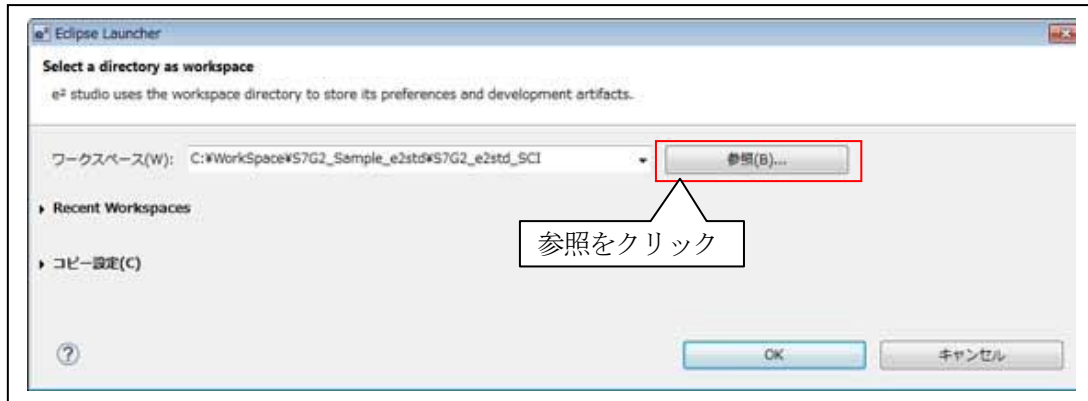 e² Eclipse Launcher
Select a directory as workspace
e² studio uses the workspace directory to store its preferences and development artifacts.
ワークスペース(W): C:¥WorkSpace¥S7G2_Sample_e2std¥S7G2_e2std_SCI 参照(B)...
Recent Workspaces
参照をクリック
コピー設定(C)
? OK キャンセル